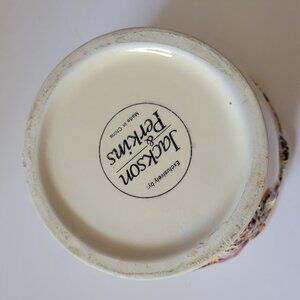 Exclusively by:
Jackson
&
Perkins
Made in China